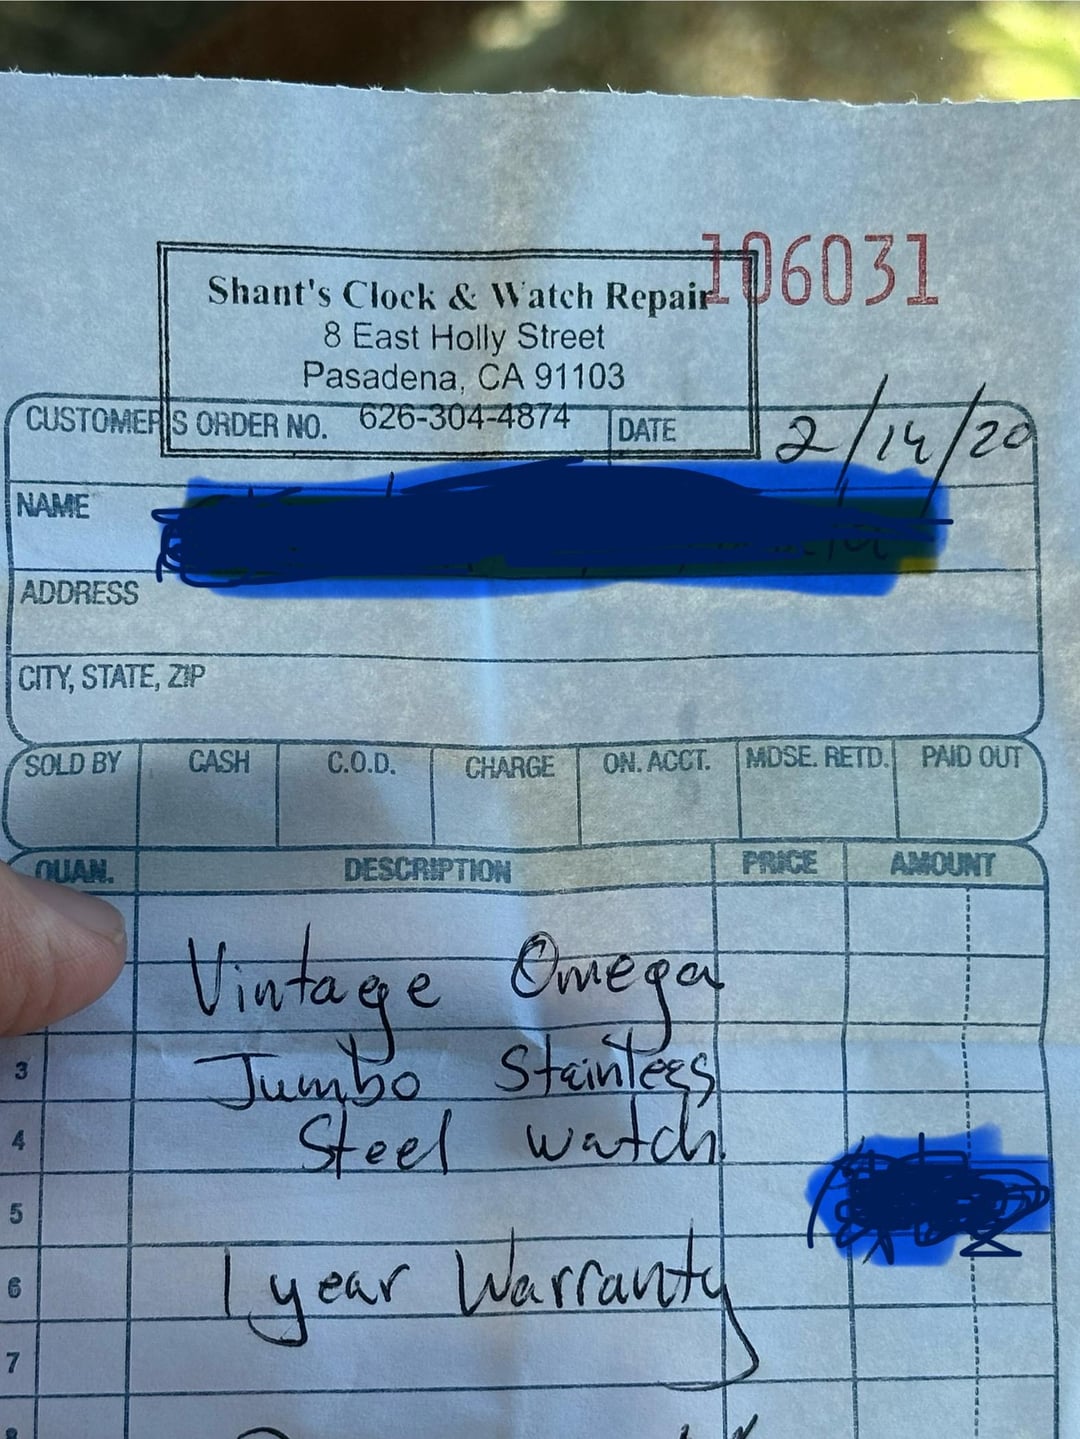 106031
Shant's Clock & Watch Repair
8 East Holly Street
Pasadena, CA 91103
626-304-4874
CUSTOMER'S ORDER NO.
DATE 2/14/20
NAME
ADDRESS
CITY, STATE, ZIP
SOLD BY CASH C.O.D. CHARGE ON. ACCT. MDSE. RETD. PAID OUT
QUAN. DESCRIPTION PRICE AMOUNT
Vintage Omega
3 Jumbo Stainless
4 Steel watch
5
6 1 year Warranty
7
8